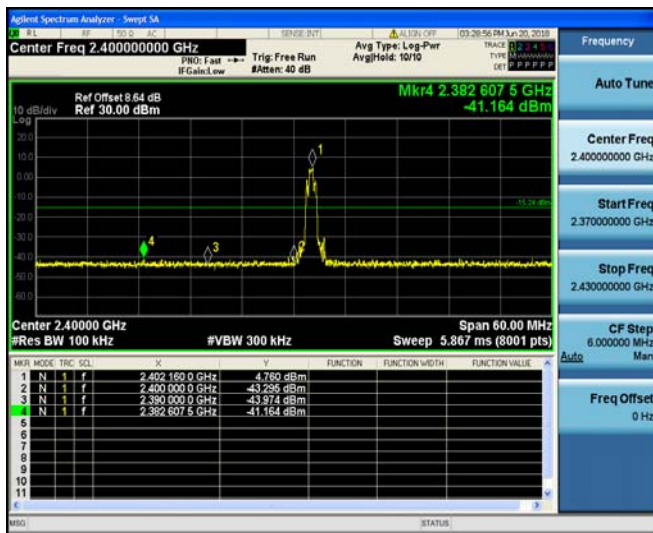 Agilent Spectrum Analyzer - Swept SA
RL RF 50 Ω AC SENSE:INT ALIGN OFF 03:28:56 PM Jun 20, 2018
Center Freq 2.400000000 GHz
PNO: Fast
IFGain:Low
Trig: Free Run
#Atten: 40 dB
Avg Type: Log-Pwr
Avg|Hold: 10/10
TRACE 1 2 3 4 5 6
TYPE
DET P P P P P P
Ref Offset 8.64 dB
Ref 30.00 dBm
10 dB/div
Log
Mkr4 2.382 607 5 GHz
-41.164 dBm
20.0
10.0
0.00
-10.0
-20.0
-30.0
-40.0
-50.0
-60.0
1
2
3
4
Center 2.40000 GHz
#Res BW 100 kHz
#VBW 300 kHz
Span 60.00 MHz
Sweep 5.867 ms (8001 pts)
MKR MODE TRC SCL X Y FUNCTION FUNCTION WIDTH FUNCTION VALUE
1 N 1 f 2.402 160 0 GHz 4.760 dBm
2 N 1 f 2.400 000 0 GHz -43.295 dBm
3 N 1 f 2.390 000 0 GHz -43.974 dBm
4 N 1 f 2.382 607 5 GHz -41.164 dBm
5
6
7
8
9
10
11
MSG STATUS
Frequency
Auto Tune
Center Freq
2.400000000 GHz
Start Freq
2.370000000 GHz
Stop Freq
2.430000000 GHz
CF Step
6.000000 MHz
Auto Man
Freq Offset
0 Hz